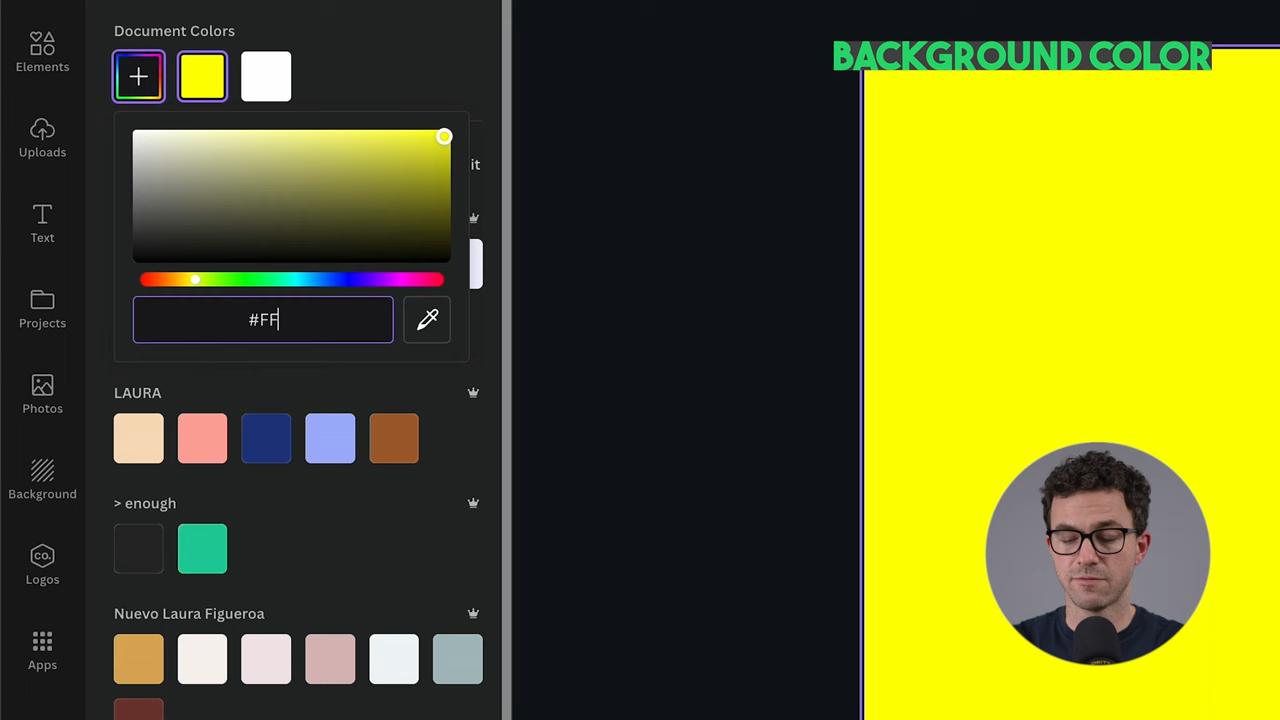 Document Colors
BACKGROUND COLOR
Elements
Uploads
it
Text
Projects
#FF
Photos
LAURA
Background
> enough
CO.
Logos
Nuevo Laura Figueroa
Apps